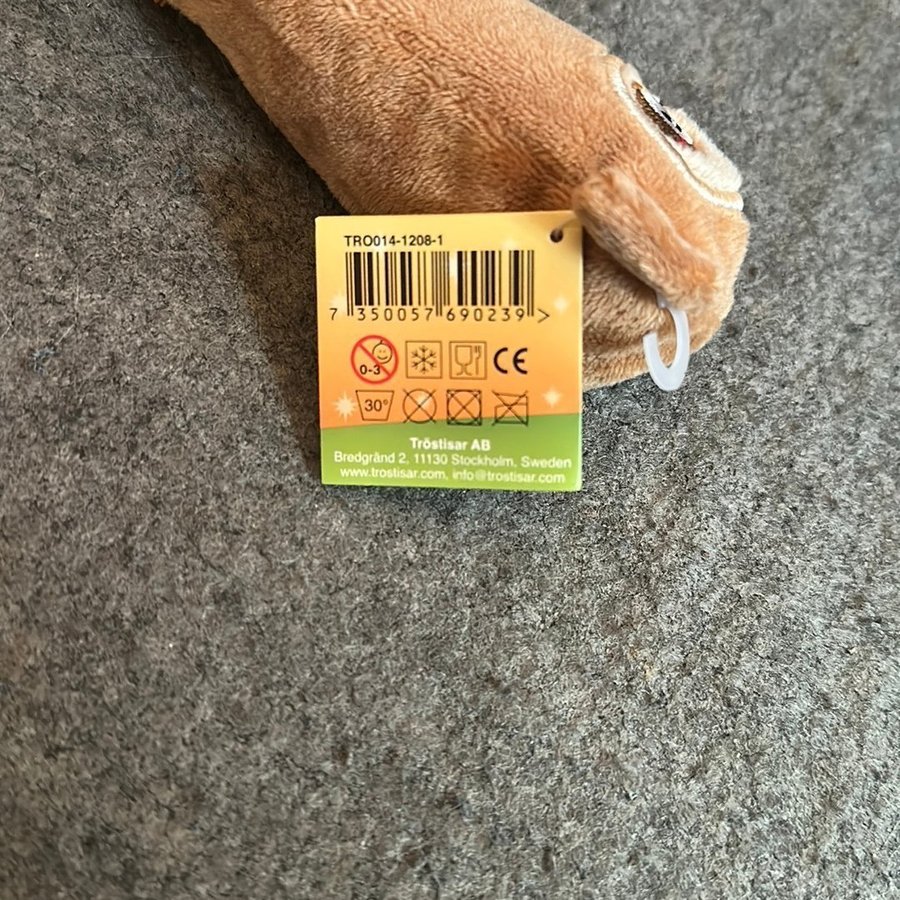 TRO014-1208-1
7 350057 690239 >
0-3
CE
30°
Tröstisar AB
Bredgränd 2, 11130 Stockholm, Sweden
www.trostisar.com, info@trostisar.com